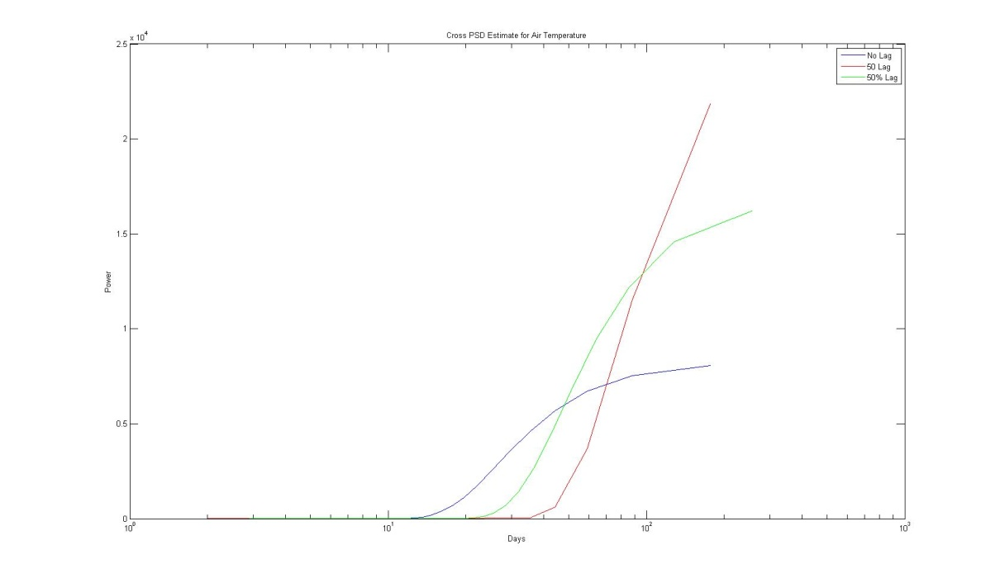 Cross PSD Estimate for Air Temperature
x 10^4
2.5
2
1.5
1
0.5
0
Power
10^0
10^1
10^2
10^3
Days
No Lag
50 Lag
50% Lag